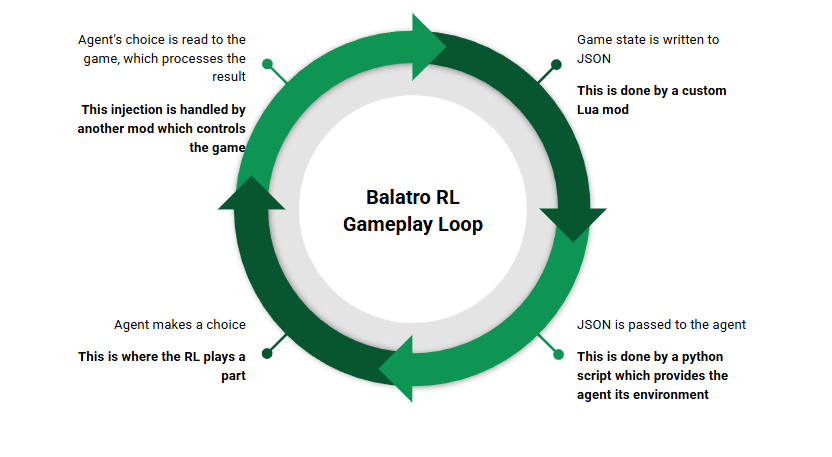 Agent's choice is read to the
game, which processes the
result
This injection is handled by
another mod which controls
the game
Game state is written to
JSON
This is done by a custom
Lua mod
Balatro RL
Gameplay Loop
Agent makes a choice
This is where the RL plays a
part
JSON is passed to the agent
This is done by a python
script which provides the
agent its environment